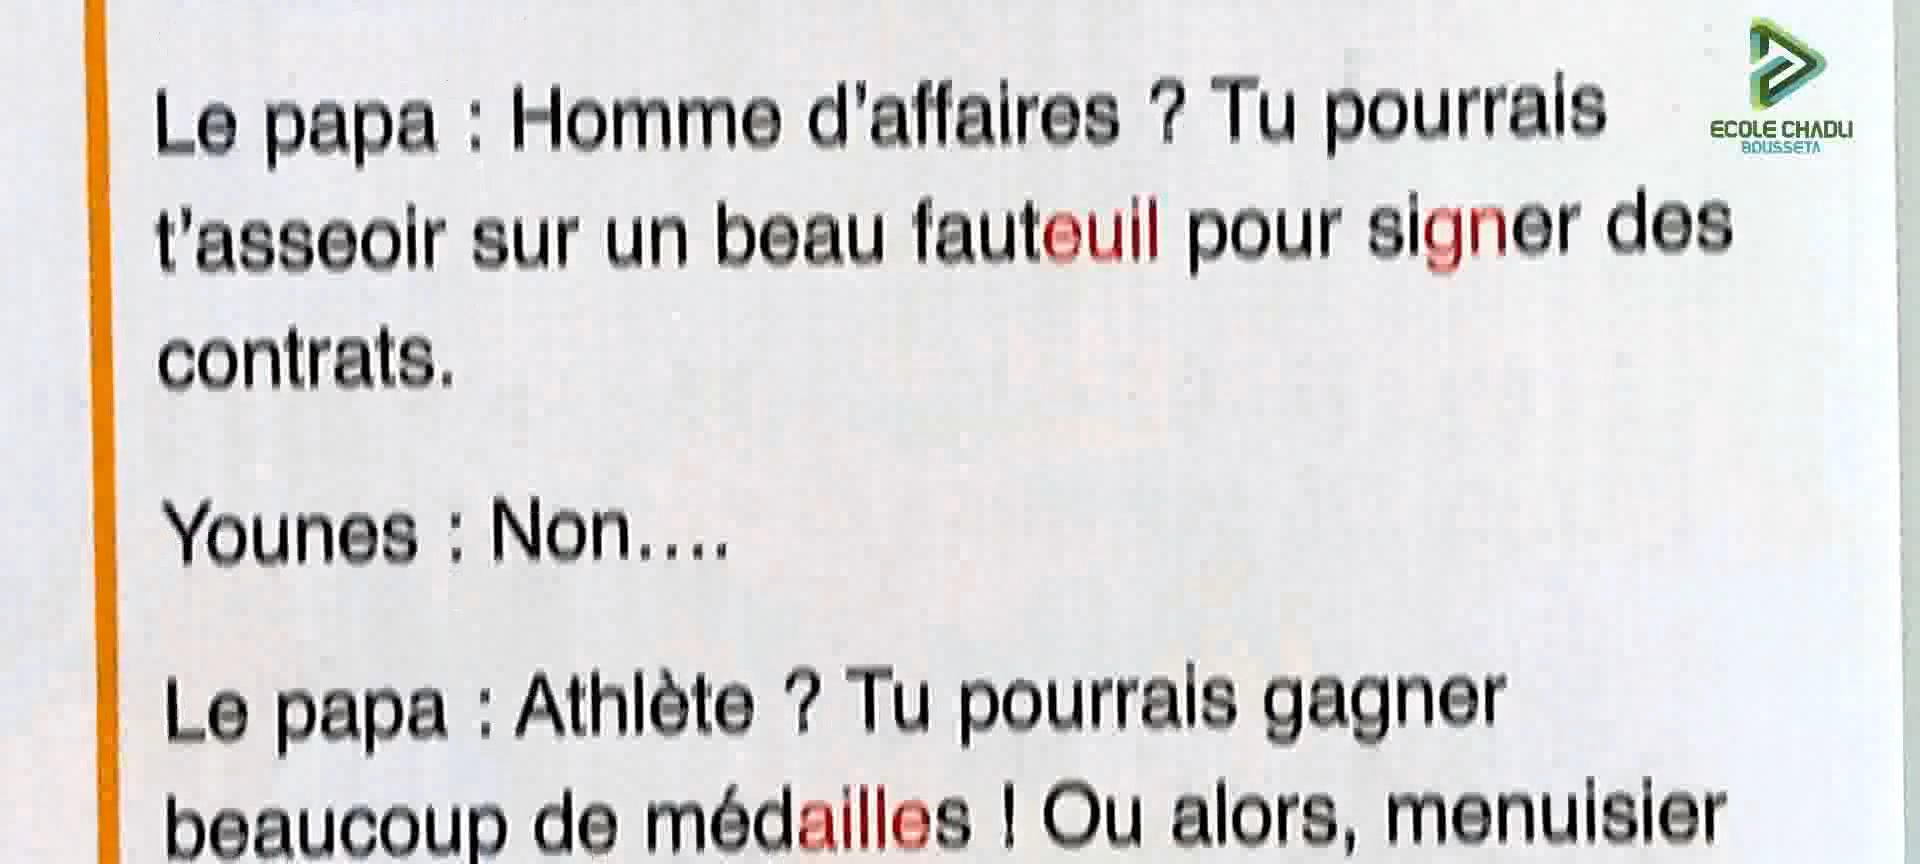 Le papa : Homme d'affaires ? Tu pourrais
t'asseoir sur un beau fauteuil pour signer des
contrats.
Younes : Non....
Le papa : Athlète ? Tu pourrais gagner
beaucoup de médailles ! Ou alors, menuisier
ECOLE CHADLI
BOUSSETA